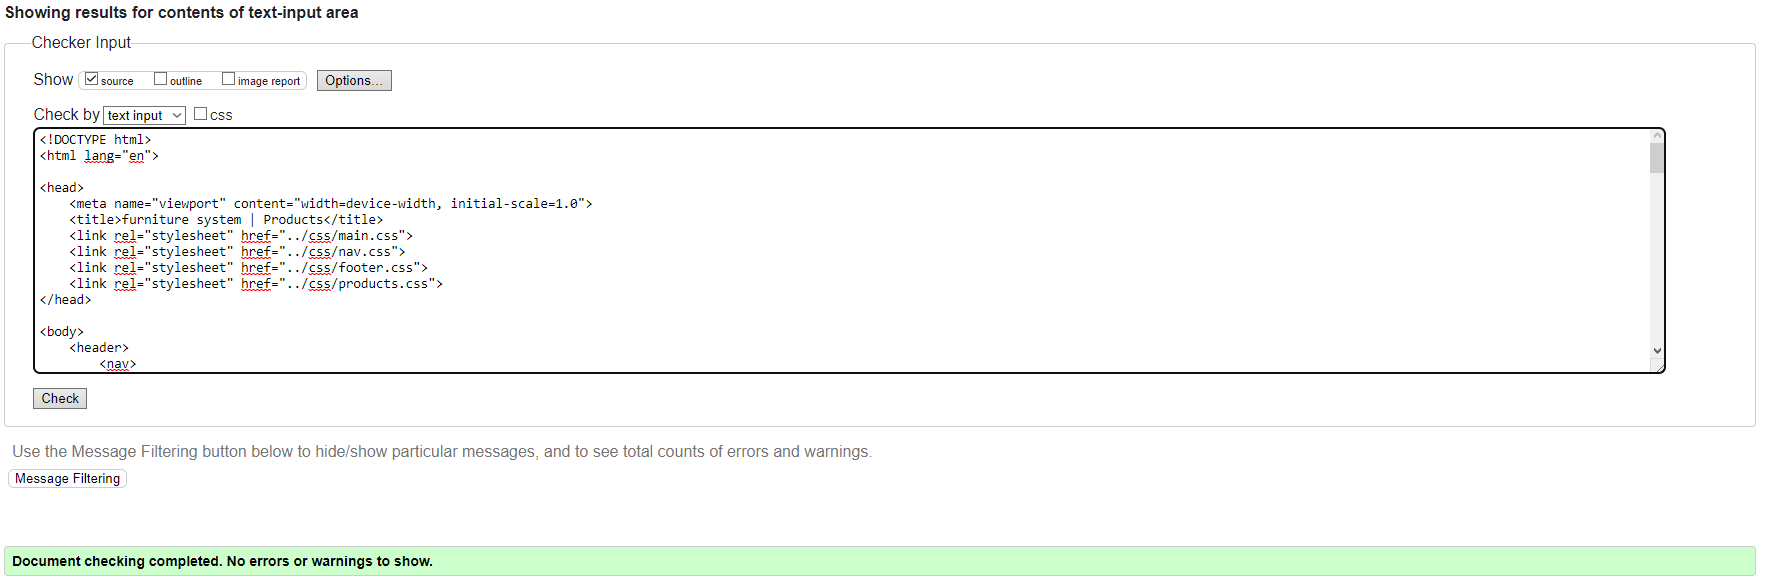 Showing results for contents of text-input area
Checker Input
Show source outline image report Options...
Check by text input css
<!DOCTYPE html>
<html lang="en">
<head>
<meta name="viewport" content="width=device-width, initial-scale=1.0">
<title>furniture system | Products</title>
<link rel="stylesheet" href="../css/main.css">
<link rel="stylesheet" href="../css/nav.css">
<link rel="stylesheet" href="../css/footer.css">
<link rel="stylesheet" href="../css/products.css">
</head>
<body>
<header>
<nav>
Check
Use the Message Filtering button below to hide/show particular messages, and to see total counts of errors and warnings.
Message Filtering
Document checking completed. No errors or warnings to show.